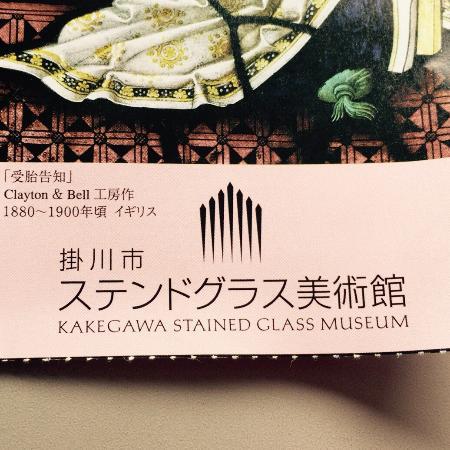 「受胎告知」
Clayton & Bell 工房作
1880～1900年頃 イギリス
掛川市
ステンドグラス美術館
KAKEGAWA STAINED GLASS MUSEUM